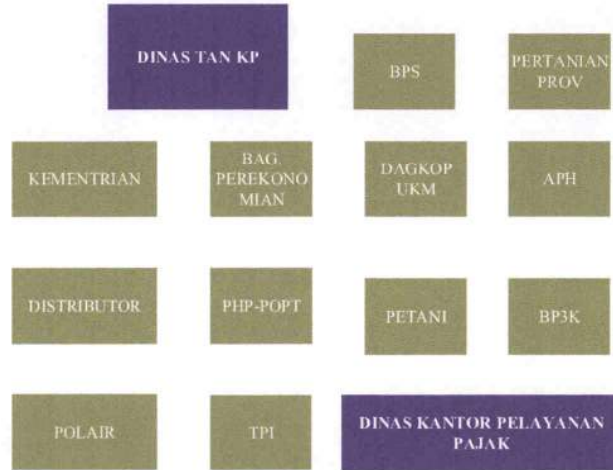 DINAS TAN KP
BPS
PERTANIAN
PROV
KEMENTRIAN
BAG.
PEREKONO
MIAN
DAGKOP
UKM
APH
DISTRIBUTOR
PHP-POPT
PETANI
BP3K
POLAIR
TPI
DINAS KANTOR PELAYANAN
PAJAK